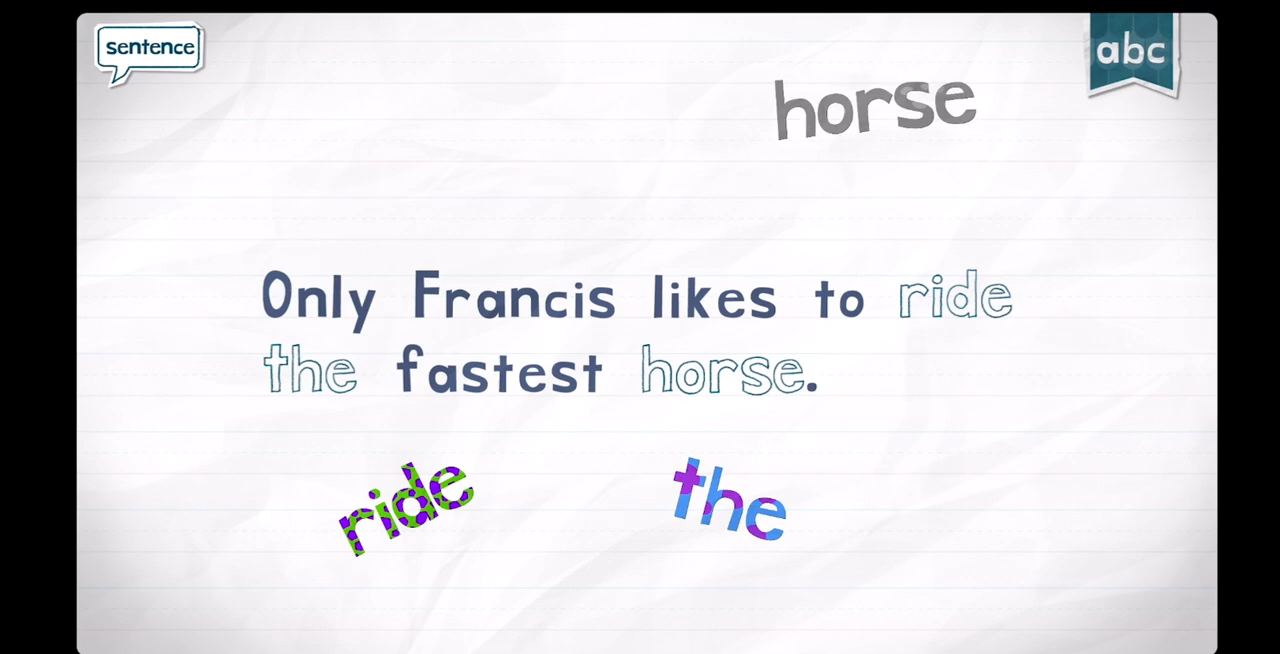 sentence
abc
horse
Only Francis likes to ride
the fastest horse.
ride
the